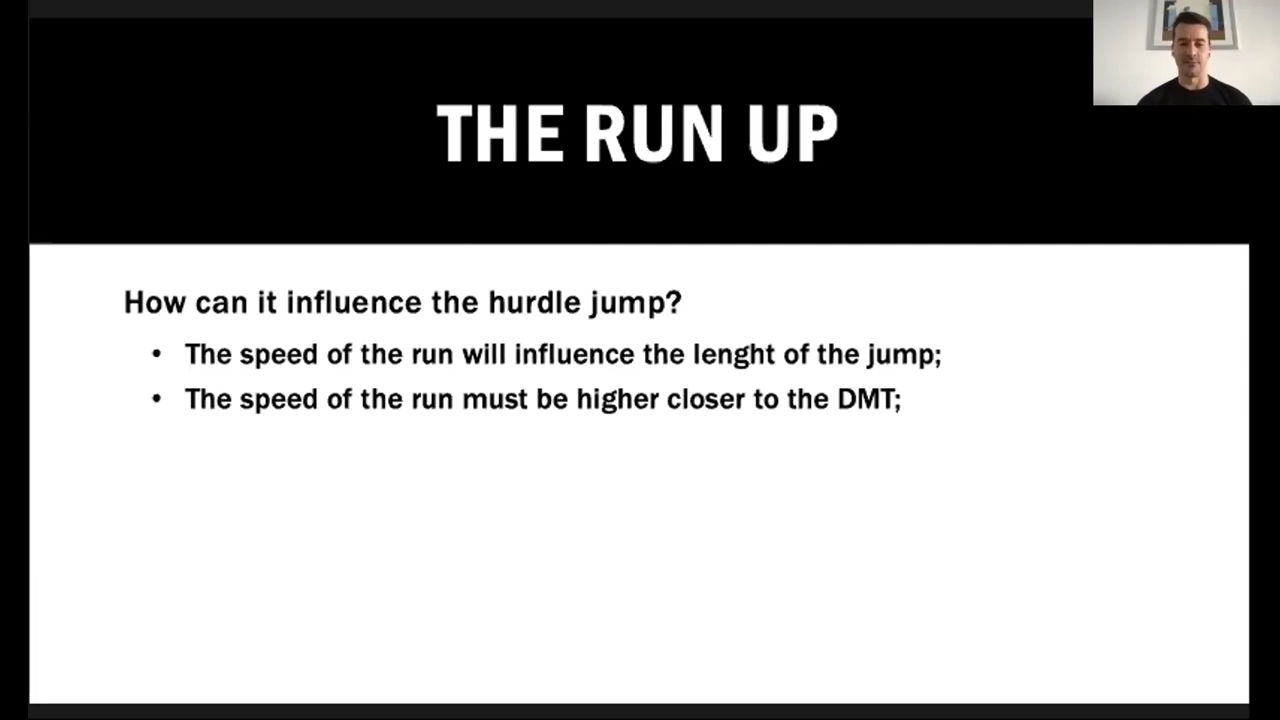 THE RUN UP
How can it influence the hurdle jump?
• The speed of the run will influence the lenght of the jump;
• The speed of the run must be higher closer to the DMT;